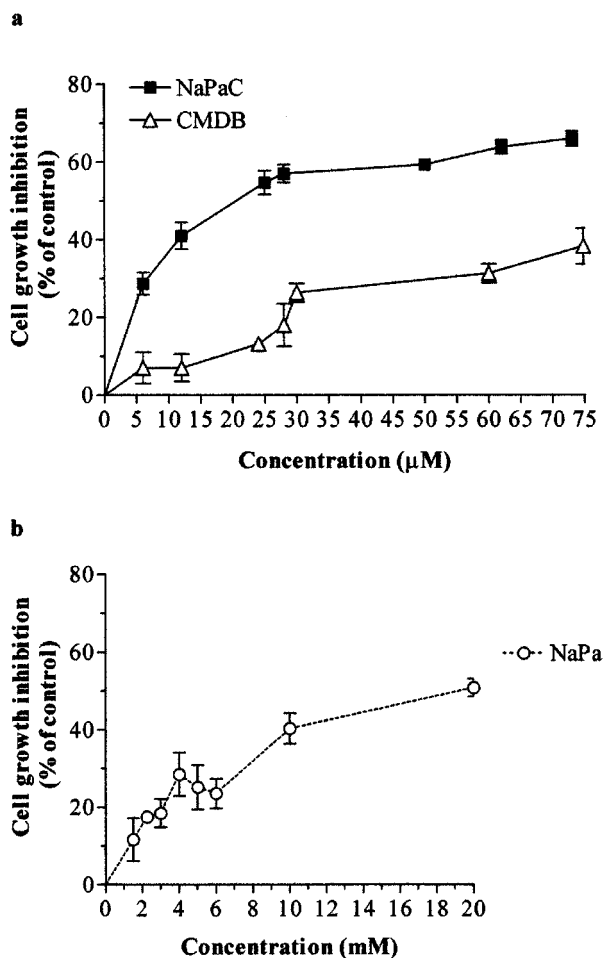 a
NaPaC
CMDB
Cell growth inhibition
(% of control)
80
60
40
20
0
0 5 10 15 20 25 30 35 40 45 50 55 60 65 70 75
Concentration (μM)
b
NaPa
Cell growth inhibition
(% of control)
80
60
40
20
0
0 2 4 6 8 10 12 14 16 18 20
Concentration (mM)